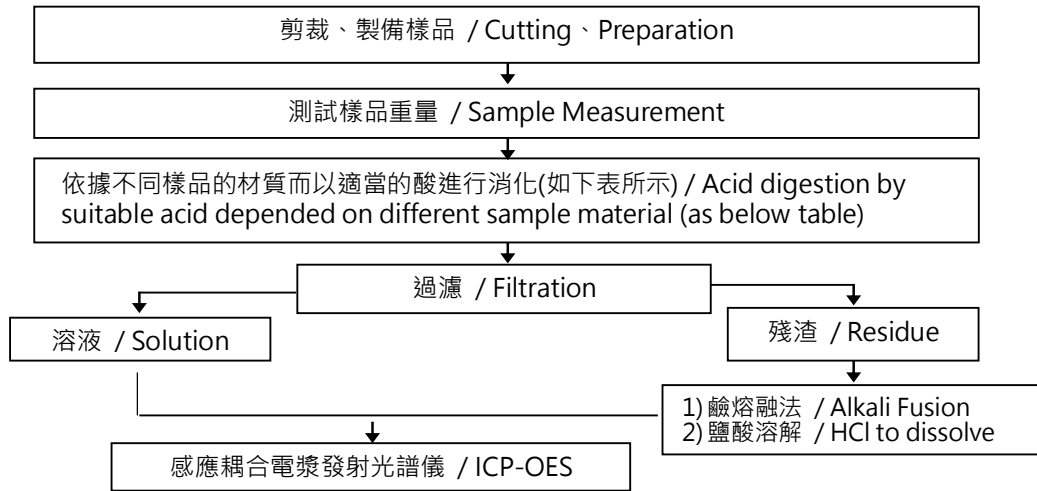 剪裁、製備樣品 / Cutting、Preparation
測試樣品重量 / Sample Measurement
依據不同樣品的材質而以適當的酸進行消化(如下表所示) / Acid digestion by
suitable acid depended on different sample material (as below table)
過濾 / Filtration
溶液 / Solution
殘渣 / Residue
1) 鹼熔融法 / Alkali Fusion
2) 鹽酸溶解 / HCl to dissolve
感應耦合電漿發射光譜儀 / ICP-OES